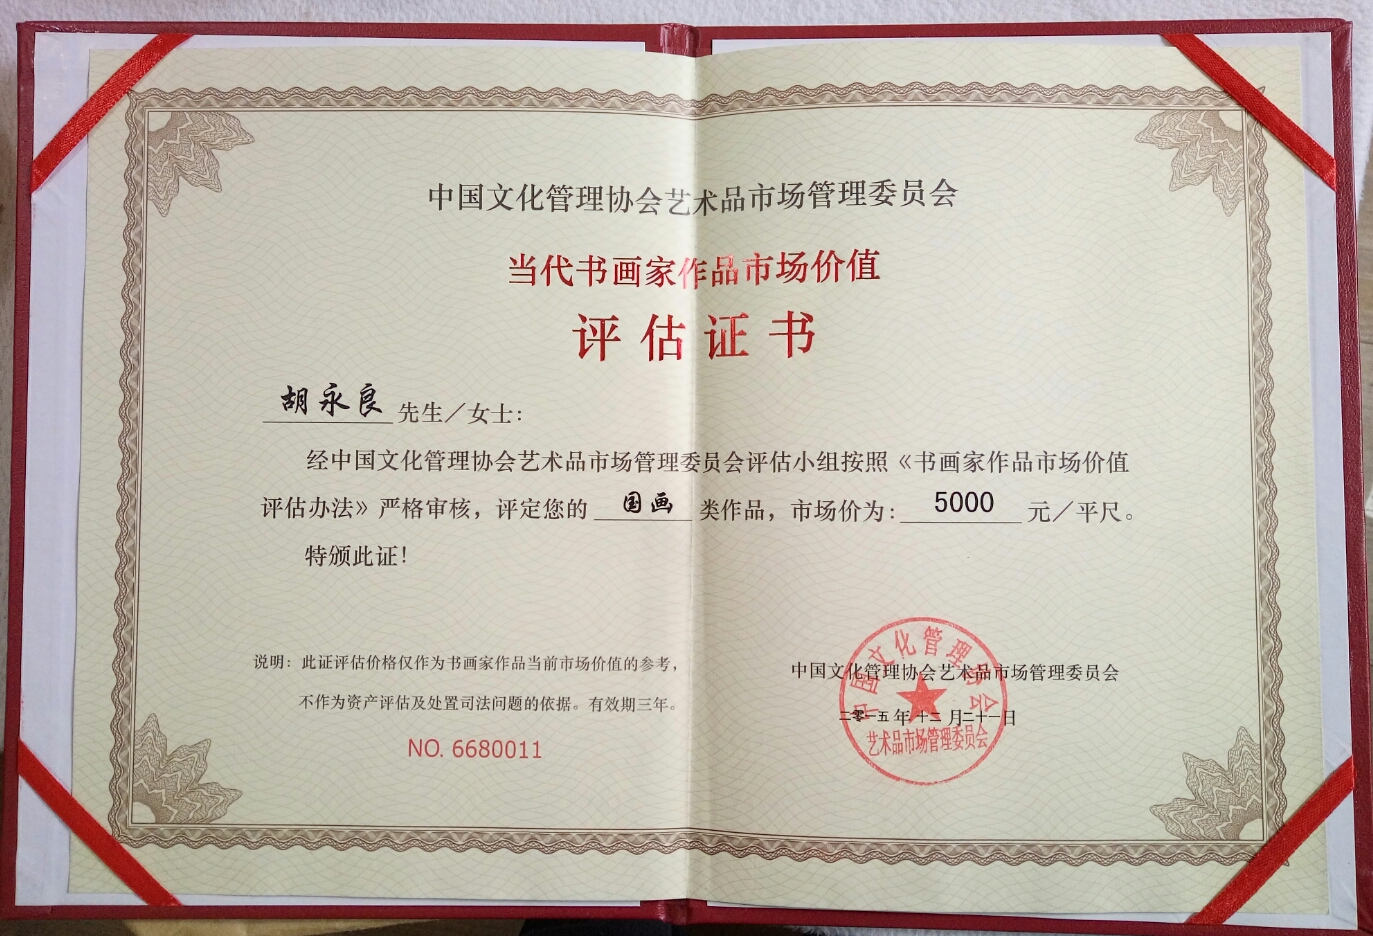 中国文化管理协会艺术品市场管理委员会
当代书画家作品市场价值
评估证书
胡永良 先生／女士：
经中国文化管理协会艺术品市场管理委员会评估小组按照《书画家作品市场价值
评估办法》严格审核，评定您的 国画 类作品，市场价为：5000 元／平尺。
特颁此证！
说明：此证评估价格仅作为书画家作品当前市场价值的参考，
不作为资产评估及处置司法问题的依据。有效期三年。
NO. 6680011
中国文化管理协会艺术品市场管理委员会
二零一五年十二月二十一日
中国文化管理协会
艺术品市场管理委员会